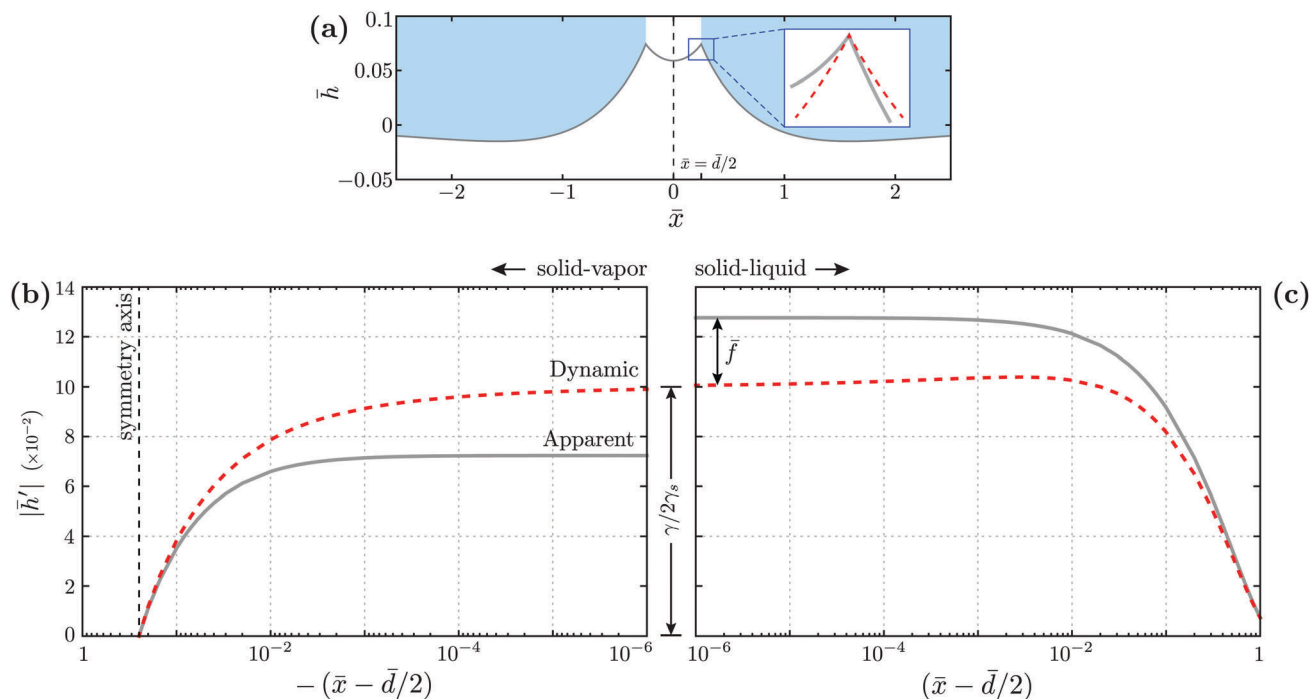 (a)
h̄
0.1
0.05
0
−0.05
x̄ = d̄/2
−2 −1 0 1 2
x̄
← solid-vapor solid-liquid →
(b)
|h̄′| (×10⁻²)
14
12
10
8
6
4
2
0
symmetry axis
Dynamic
Apparent
1 10⁻² 10⁻⁴ 10⁻⁶
− (x̄ − d̄/2)
γ/2γₛ
(c)
f̄
10⁻⁶ 10⁻⁴ 10⁻² 1
(x̄ − d̄/2)